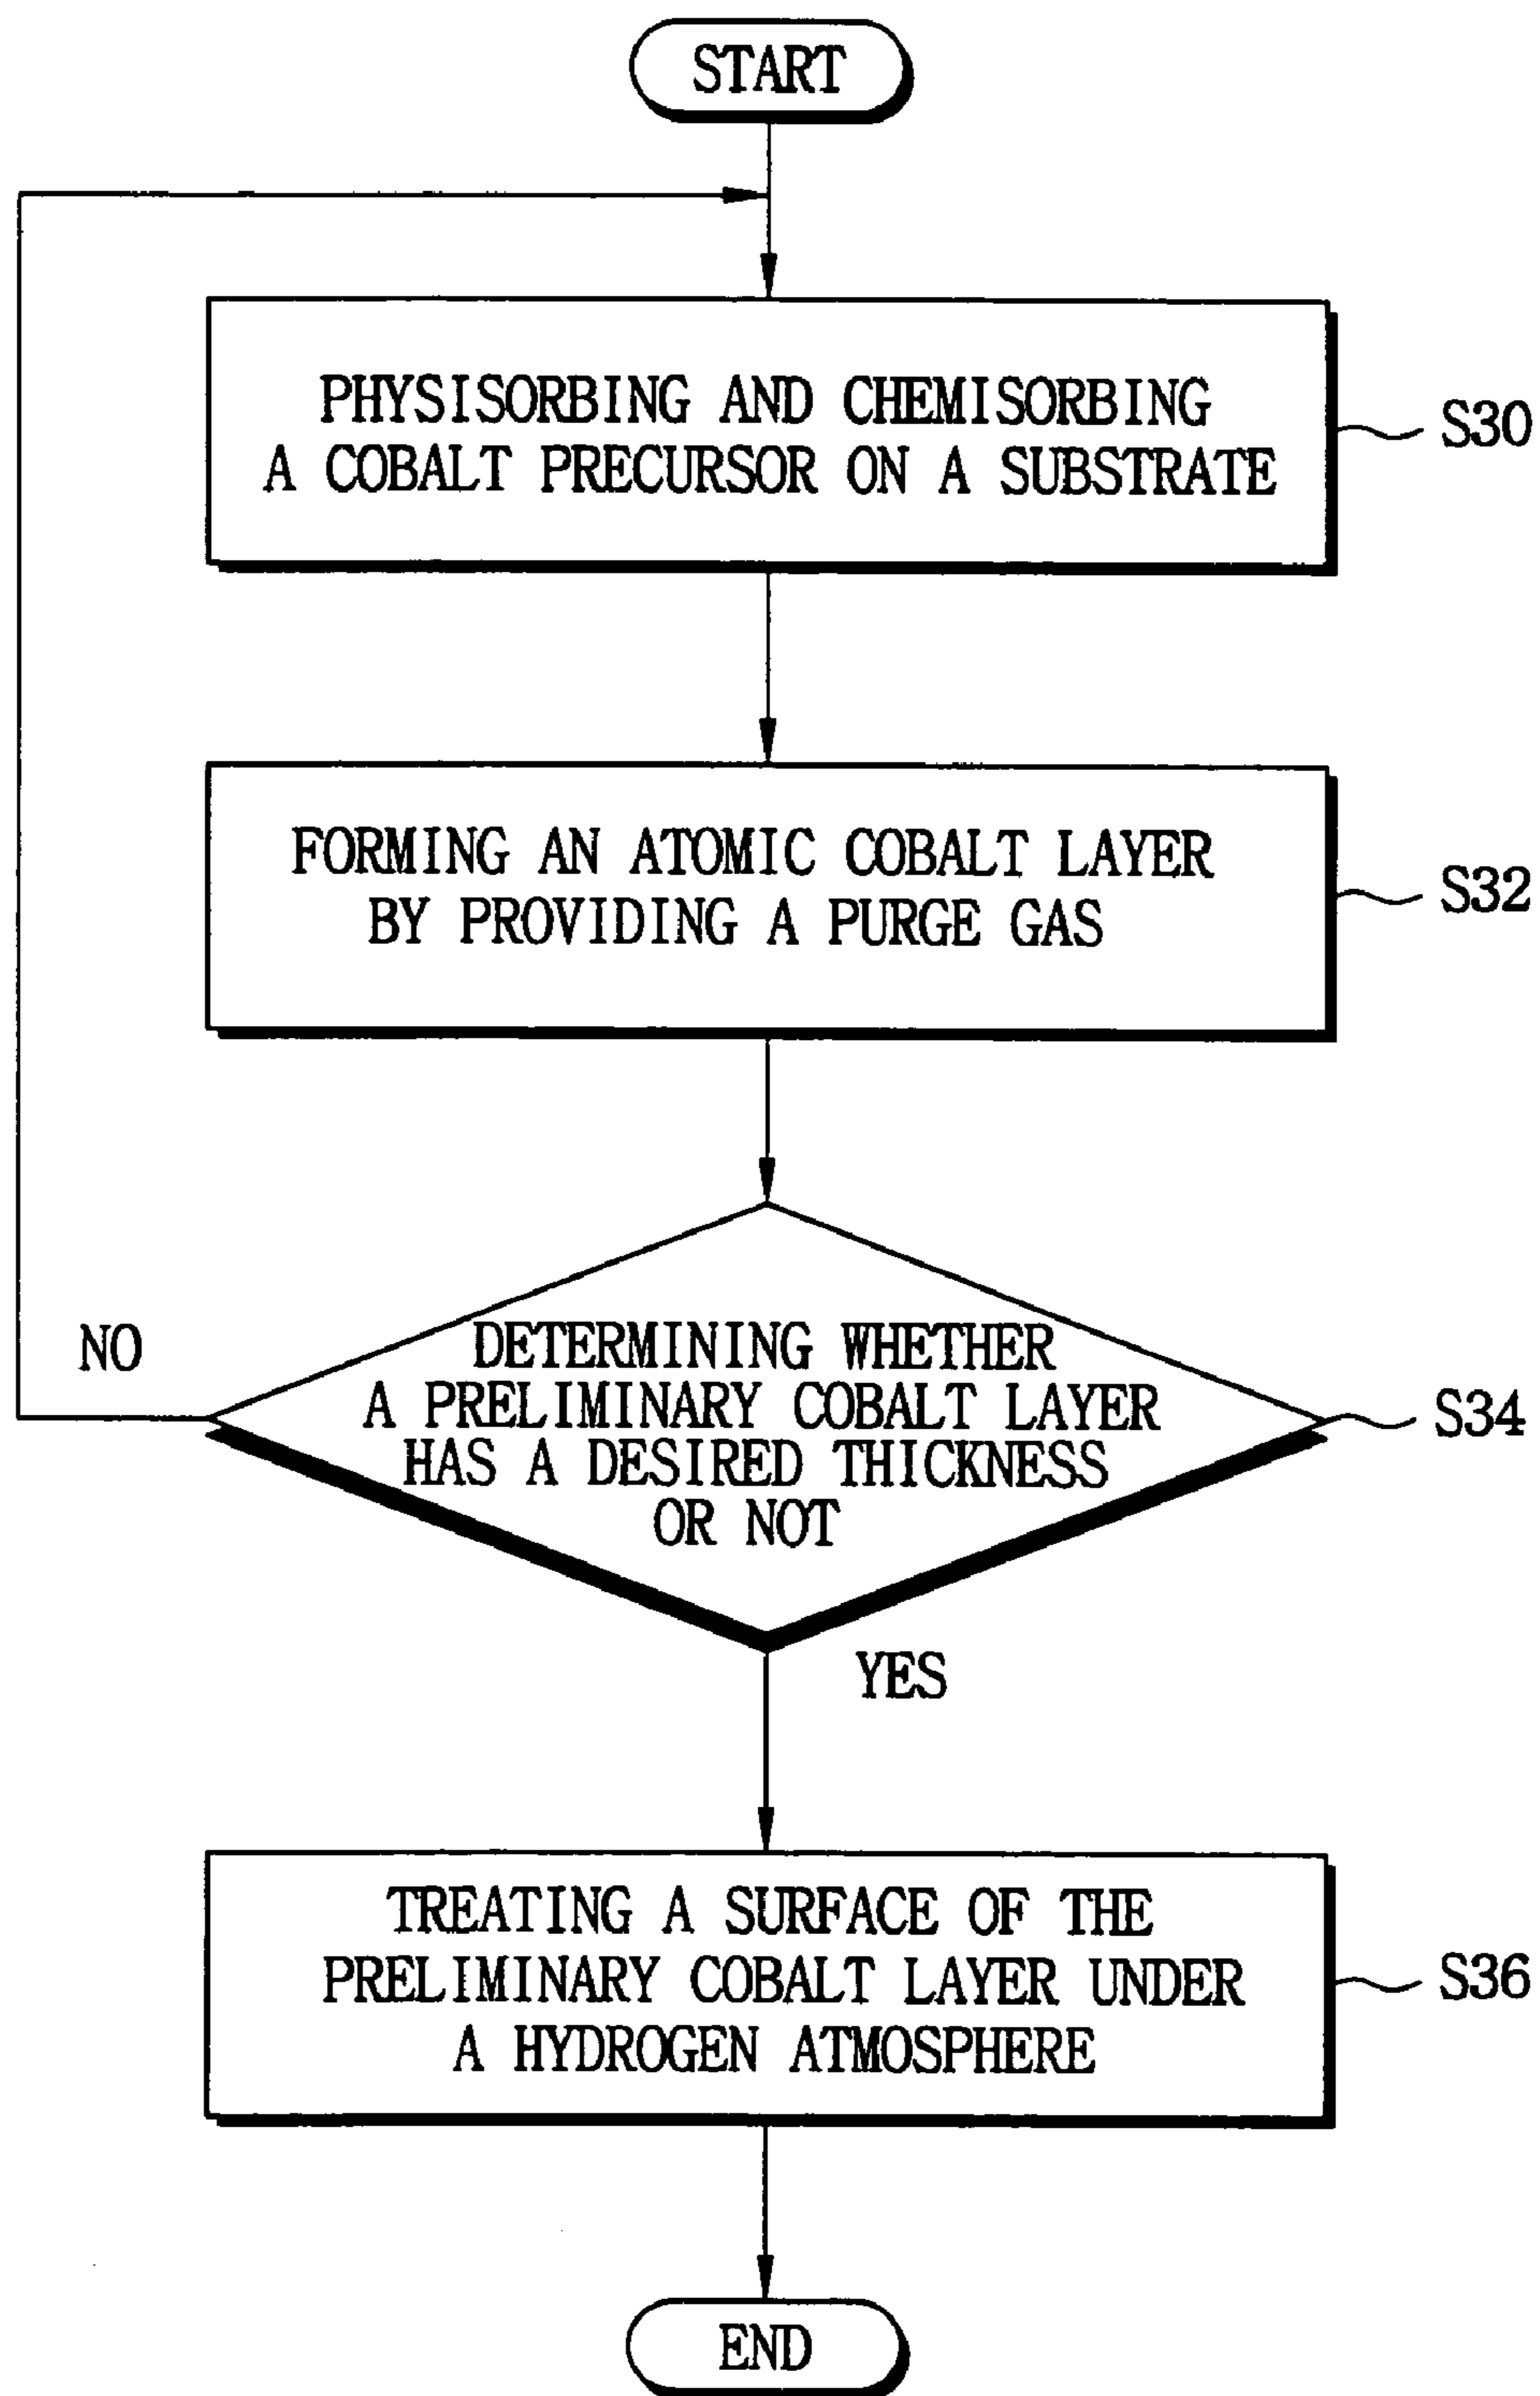 START
PHYSISORBING AND CHEMISORBING
A COBALT PRECURSOR ON A SUBSTRATE
S30
FORMING AN ATOMIC COBALT LAYER
BY PROVIDING A PURGE GAS
S32
DETERMINING WHETHER
A PRELIMINARY COBALT LAYER
HAS A DESIRED THICKNESS
OR NOT
S34
NO
YES
TREATING A SURFACE OF THE
PRELIMINARY COBALT LAYER UNDER
A HYDROGEN ATMOSPHERE
S36
END